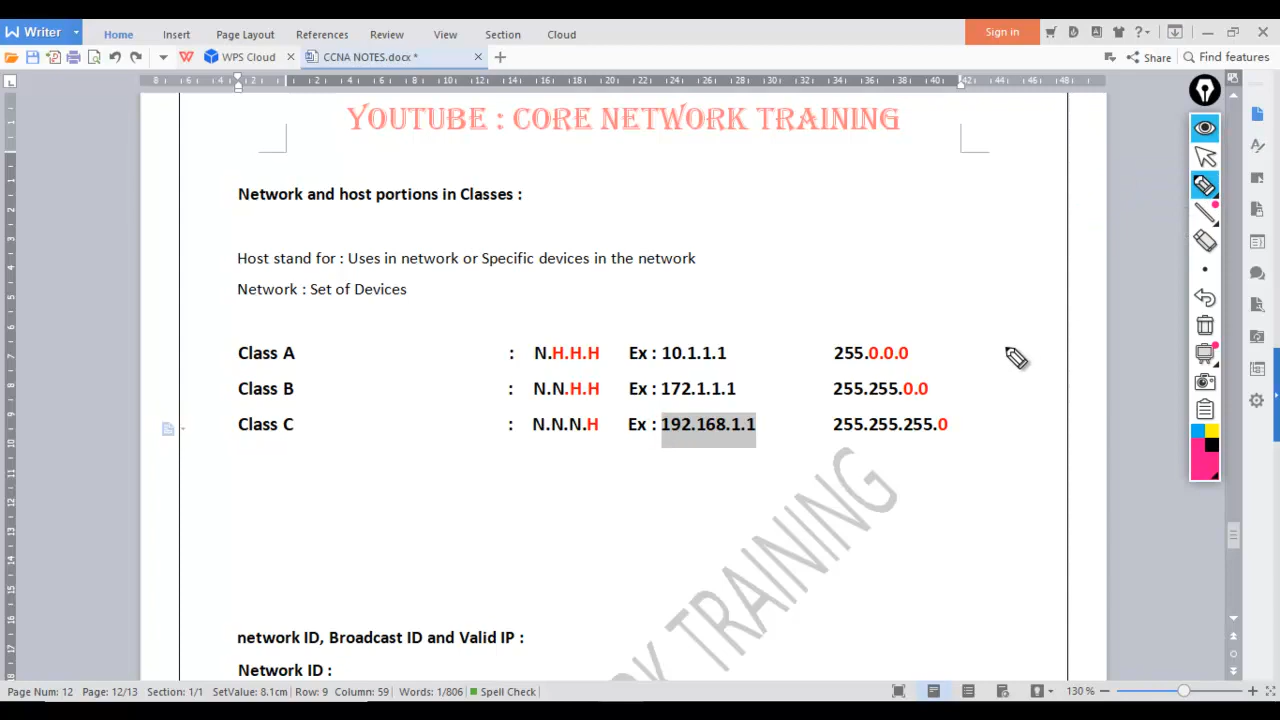 Writer
Home
Insert
Page Layout
References
Review
View
Section
Cloud
Sign in
WPS Cloud
CCNA NOTES.docx *
Share
Find features
YOUTUBE : CORE NETWORK TRAINING
Network and host portions in Classes :
Host stand for : Uses in network or Specific devices in the network
Network : Set of Devices
Class A : N.H.H.H Ex : 10.1.1.1 255.0.0.0
Class B : N.N.H.H Ex : 172.1.1.1 255.255.0.0
Class C : N.N.N.H Ex : 192.168.1.1 255.255.255.0
K TRAINING
network ID, Broadcast ID and Valid IP :
Network ID :
Page Num: 12 Page: 12/13 Section: 1/1 SetValue: 8.1cm Row: 9 Column: 59 Words: 1/806 Spell Check 130 %